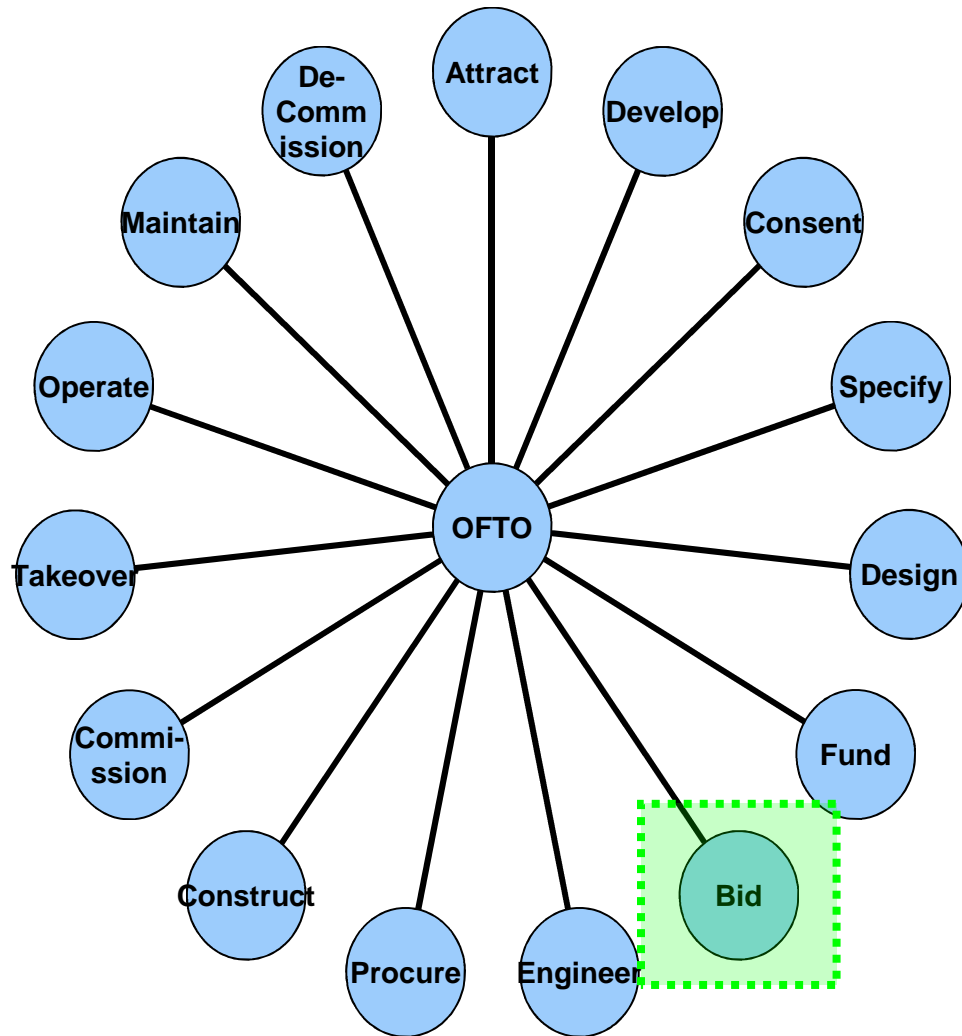 Attract
De-
Comm
ission
Develop
Maintain
Consent
Operate
Specify
OFTO
Takeover
Design
Commi-
ssion
Fund
Construct
Bid
Procure
Engineer